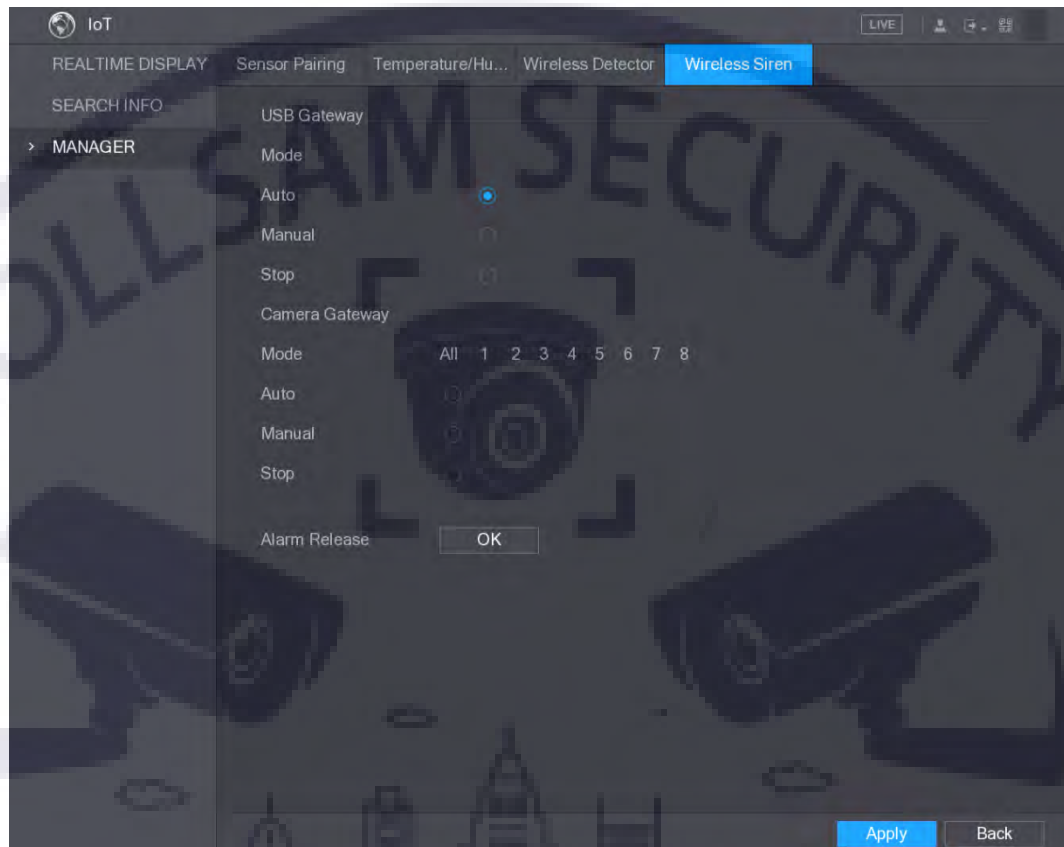 IoT
LIVE
REALTIME DISPLAY
SEARCH INFO
MANAGER
Sensor Pairing Temperature/Hu... Wireless Detector Wireless Siren
USB Gateway
Mode
Auto
Manual
Stop
Camera Gateway
Mode All 1 2 3 4 5 6 7 8
Auto
Manual
Stop
Alarm Release OK
Apply Back
OLLSAM SECURITY